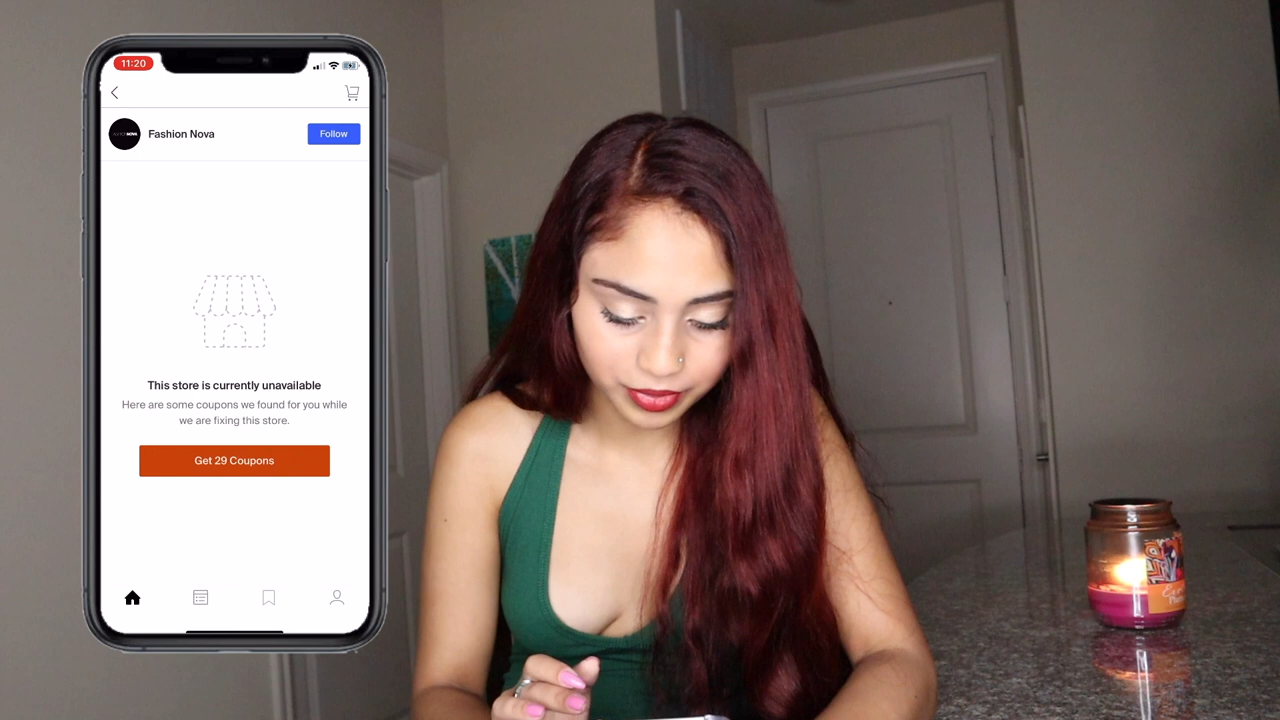 11:20
Fashion Nova
Follow
This store is currently unavailable
Here are some coupons we found for you while
we are fixing this store.
Get 29 Coupons